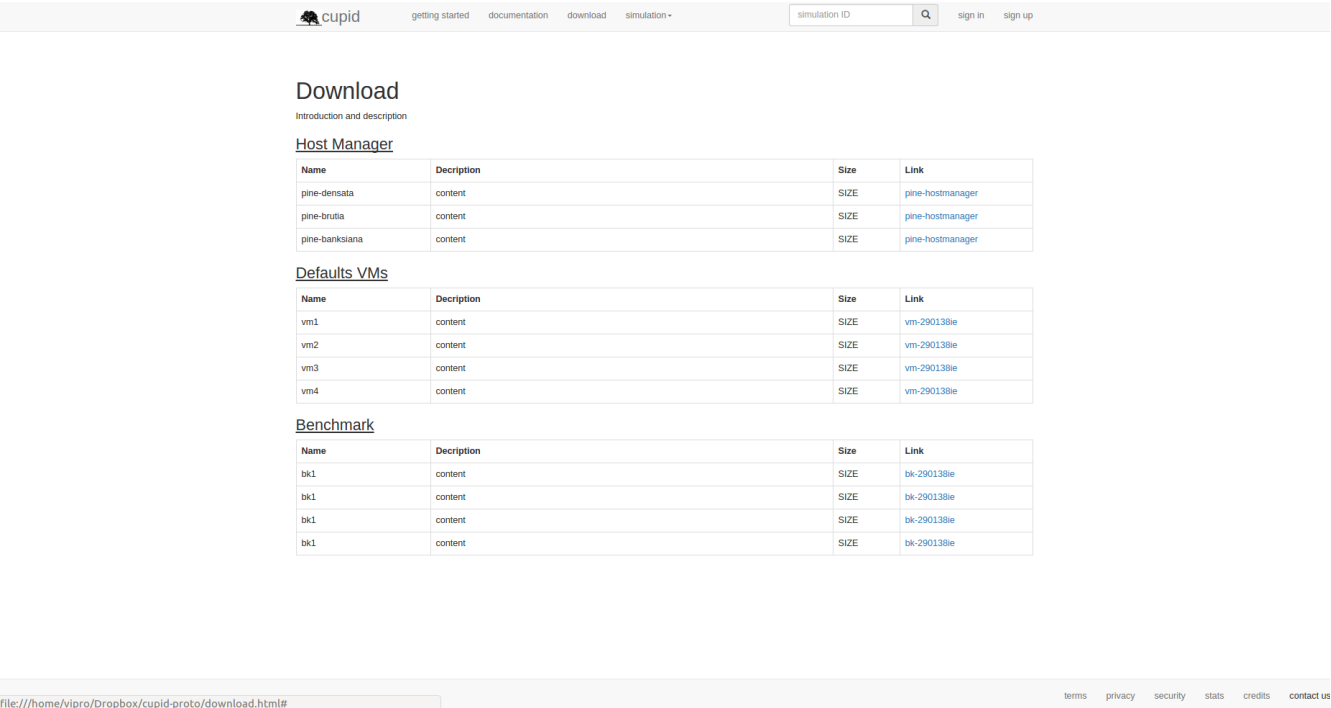 cupid getting started documentation download simulation simulation ID sign in sign up
Download
Introduction and description
Host Manager
Name Decription Size Link
pine-densata content SIZE pine-hostmanager
pine-brutia content SIZE pine-hostmanager
pine-banksiana content SIZE pine-hostmanager
Defaults VMs
Name Decription Size Link
vm1 content SIZE vm-290138ie
vm2 content SIZE vm-290138ie
vm3 content SIZE vm-290138ie
vm4 content SIZE vm-290138ie
Benchmark
Name Decription Size Link
bk1 content SIZE bk-290138ie
bk1 content SIZE bk-290138ie
bk1 content SIZE bk-290138ie
bk1 content SIZE bk-290138ie
terms privacy security stats credits contact us
file:///home/vipro/Dropbox/cupid-proto/download.html#